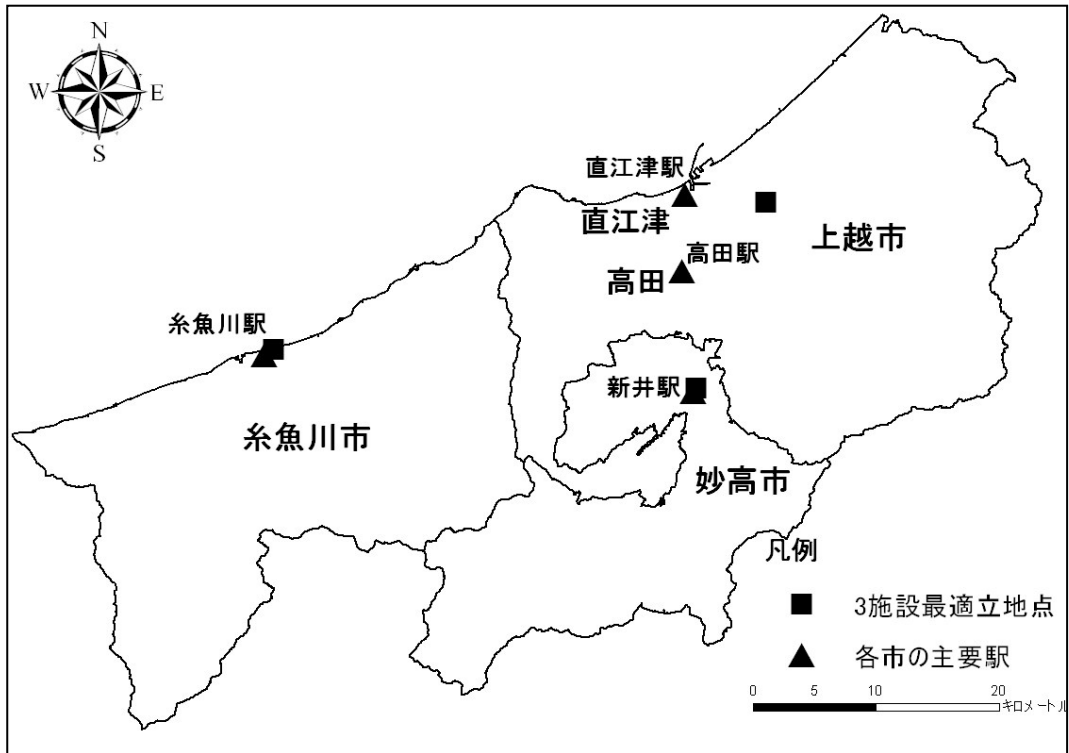 N
W
E
S
直江津駅
直江津
上越市
高田駅
高田
糸魚川駅
新井駅
糸魚川市
妙高市
凡例
3施設最適立地点
各市の主要駅
0 5 10 20
キロメートル